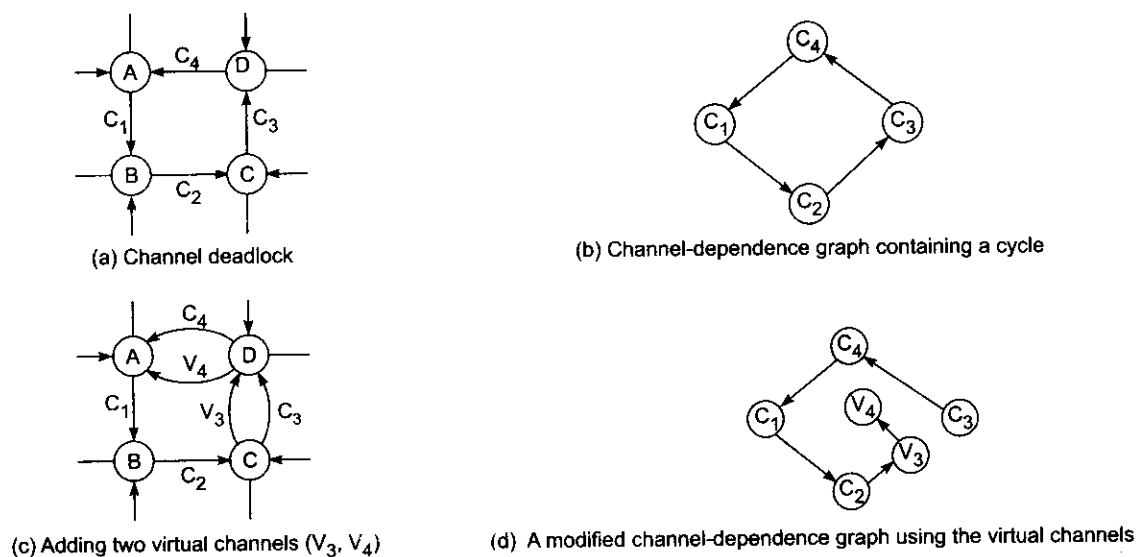 A
C4
D
C1
C3
B
C2
C
(a) Channel deadlock
C4
C1
C3
C2
(b) Channel-dependence graph containing a cycle
C4
A
D
V4
C1
V3
C3
B
C2
C
(c) Adding two virtual channels (V3, V4)
C4
C1
V4
C3
V3
C2
(d) A modified channel-dependence graph using the virtual channels